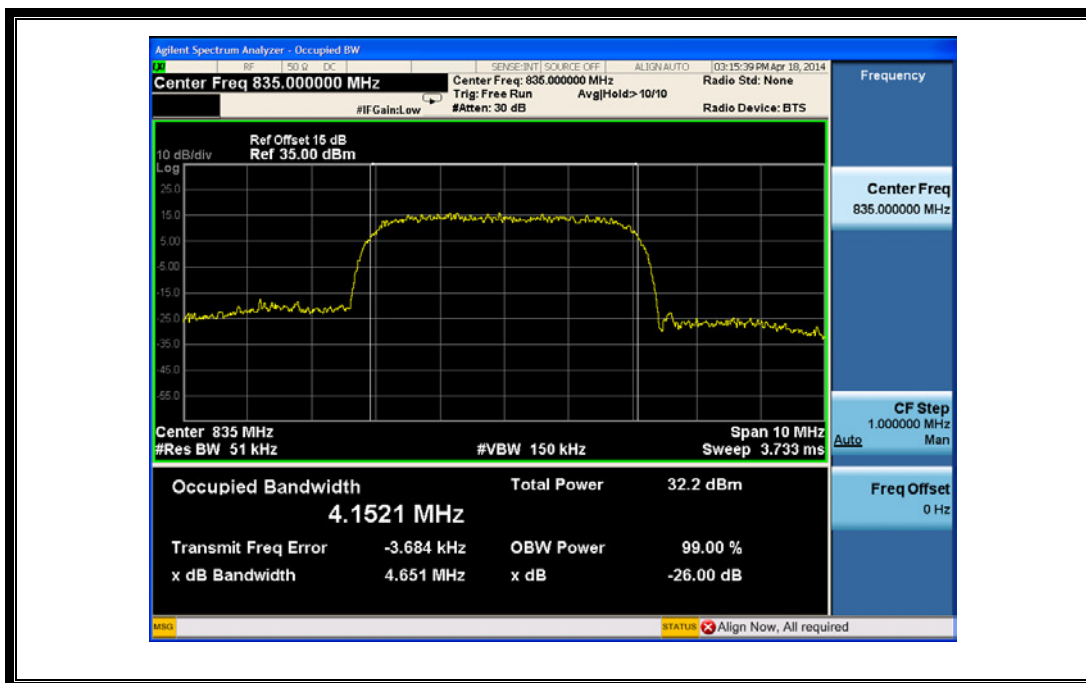 Agilent Spectrum Analyzer - Occupied BW
LXI RF 50 Ω DC SENSE:INT SOURCE OFF ALIGN AUTO 03:15:39 PM Apr 18, 2014
Center Freq 835.000000 MHz
Center Freq: 835.000000 MHz Radio Std: None
Trig: Free Run Avg|Hold:>10/10
#IFGain:Low #Atten: 30 dB Radio Device: BTS
Ref Offset 15 dB
10 dB/div Ref 35.00 dBm
Log
25.0
15.0
5.00
-5.00
-15.0
-25.0
-35.0
-45.0
-55.0
Center 835 MHz Span 10 MHz
#Res BW 51 kHz #VBW 150 kHz Sweep 3.733 ms
Occupied Bandwidth Total Power 32.2 dBm
4.1521 MHz
Transmit Freq Error -3.684 kHz OBW Power 99.00 %
x dB Bandwidth 4.651 MHz x dB -26.00 dB
MSG STATUS Align Now, All required
Frequency
Center Freq
835.000000 MHz
CF Step
1.000000 MHz
Auto Man
Freq Offset
0 Hz